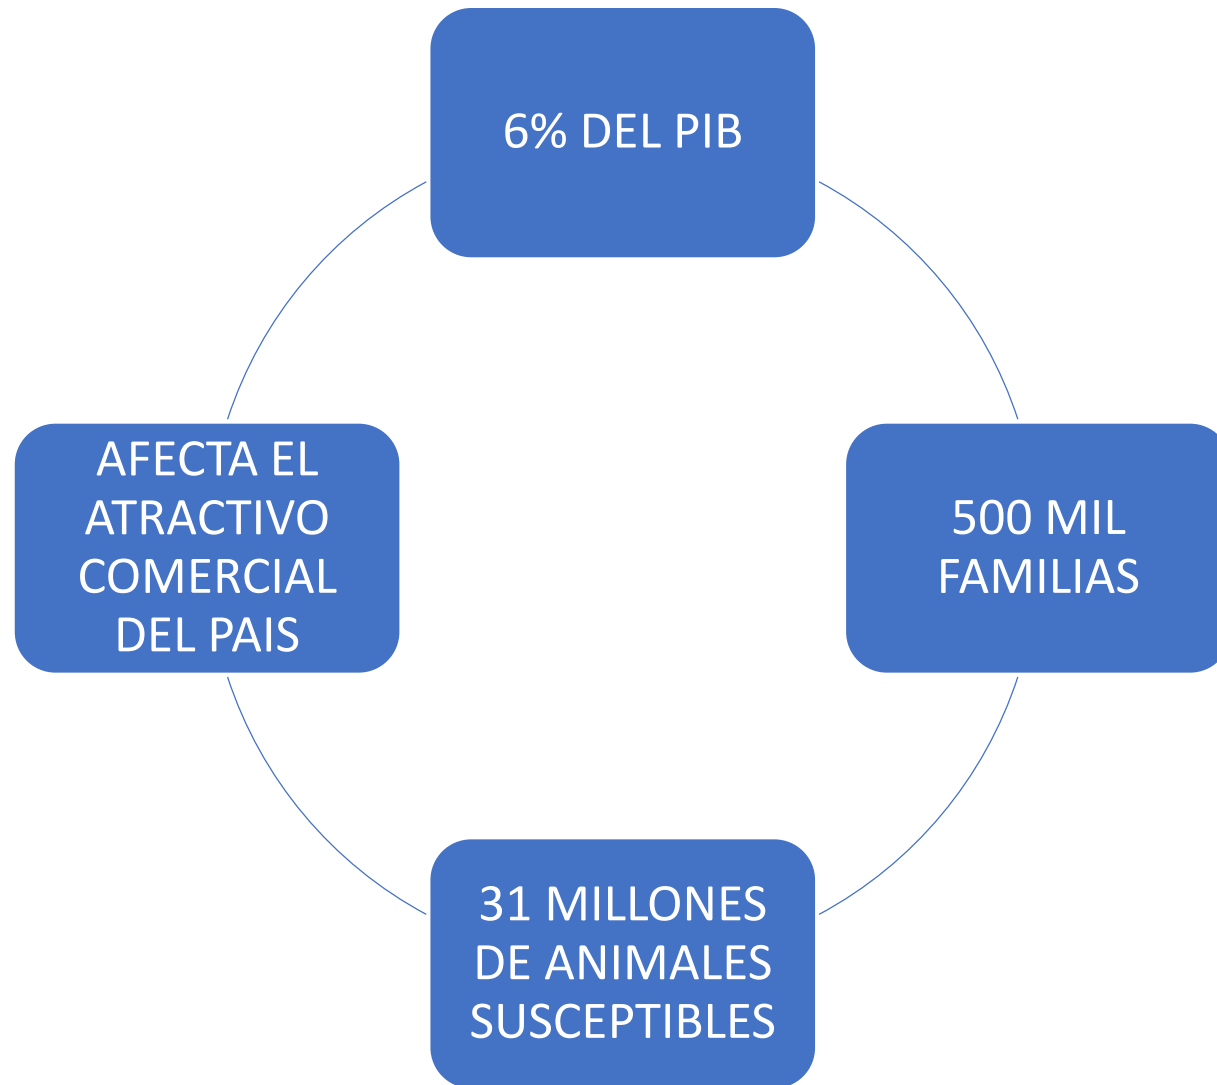 6% DEL PIB
500 MIL
FAMILIAS
31 MILLONES
DE ANIMALES
SUSCEPTIBLES
AFECTA EL
ATRACTIVO
COMERCIAL
DEL PAIS